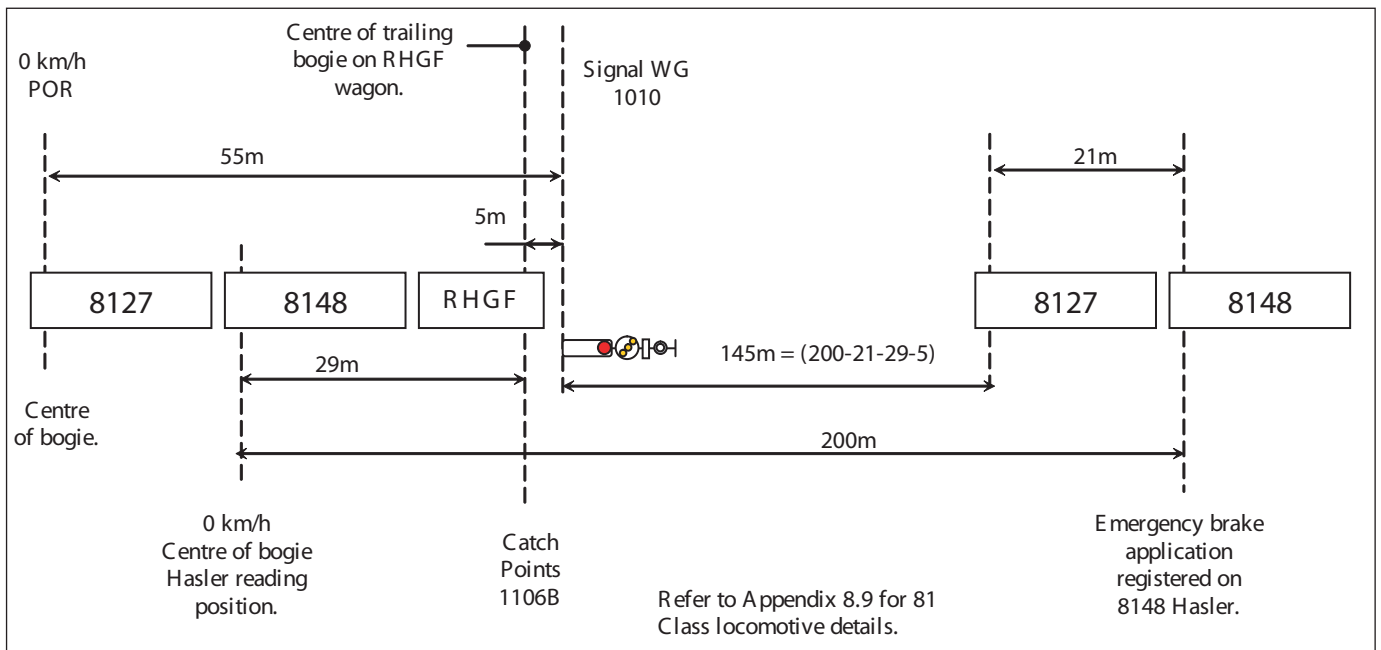 0 km/h
POR
Centre of trailing
bogie on RHGF
wagon.
Signal WG
1010
55m
21m
5m
8127
8148
RHGF
8127
8148
145m = (200-21-29-5)
29m
Centre
of bogie.
200m
0 km/h
Centre of bogie
Hasler reading
position.
Catch
Points
1106B
Refer to Appendix 8.9 for 81
Class locomotive details.
Emergency brake
application
registered on
8148 Hasler.